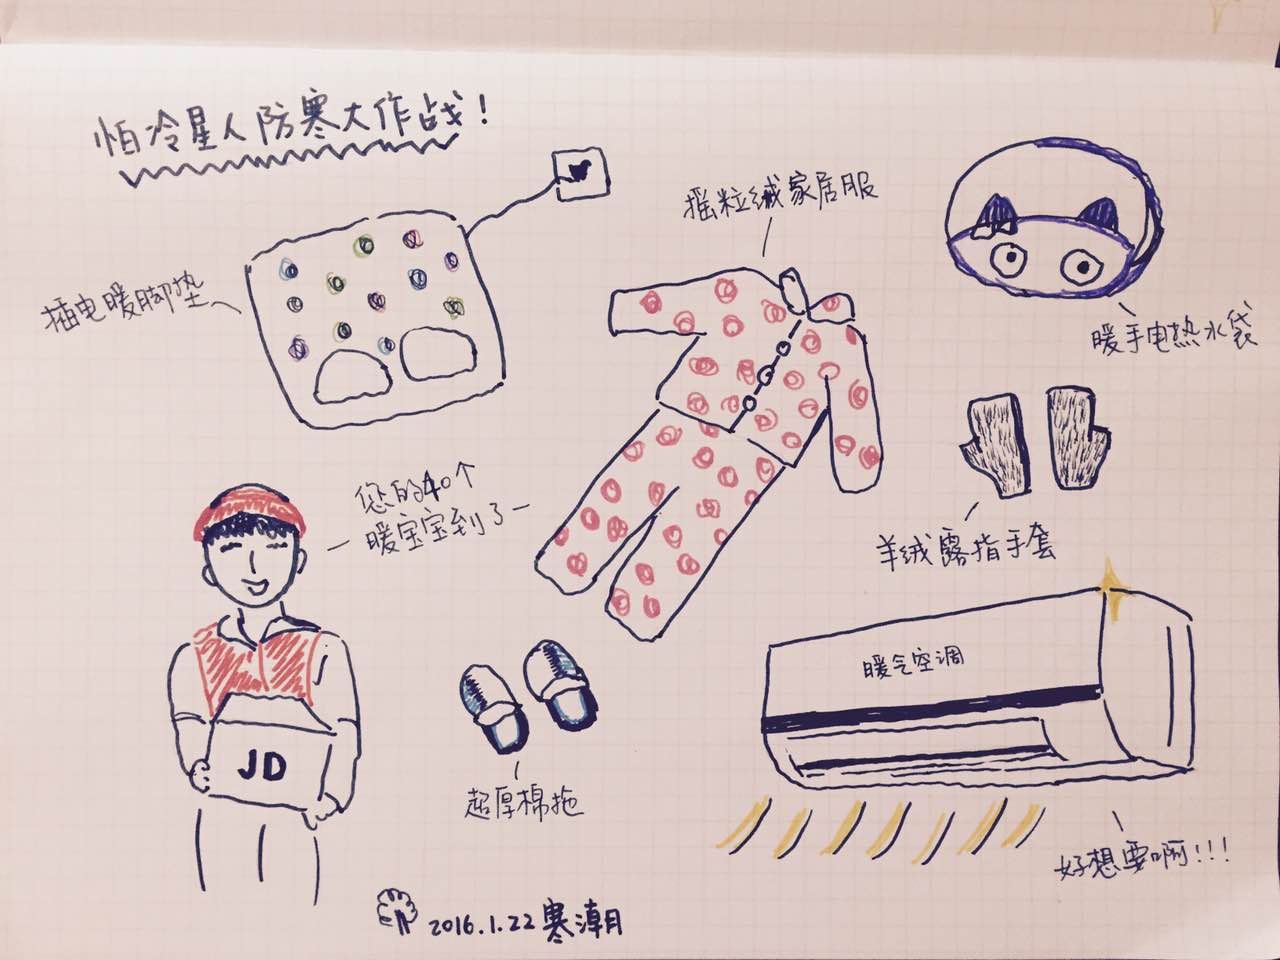 怕冷星人防寒大作战！
摇粒绒家居服
插电暖脚垫
暖手电热水袋
您的40个
暖宝宝到了－
羊绒露指手套
暖气空调
JD
超厚棉拖
好想要啊！！！
2016.1.22寒潮